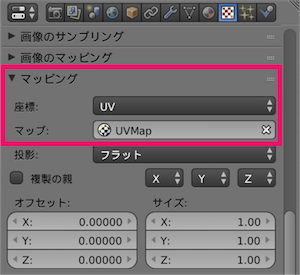 画像のサンプリング
画像のマッピング
マッピング
座標: UV
マップ: UVMap
投影: フラット
複製の親 X Y Z
オフセット: サイズ:
X: 0.00000 X: 1.00
Y: 0.00000 Y: 1.00
Z: 0.00000 Z: 1.00